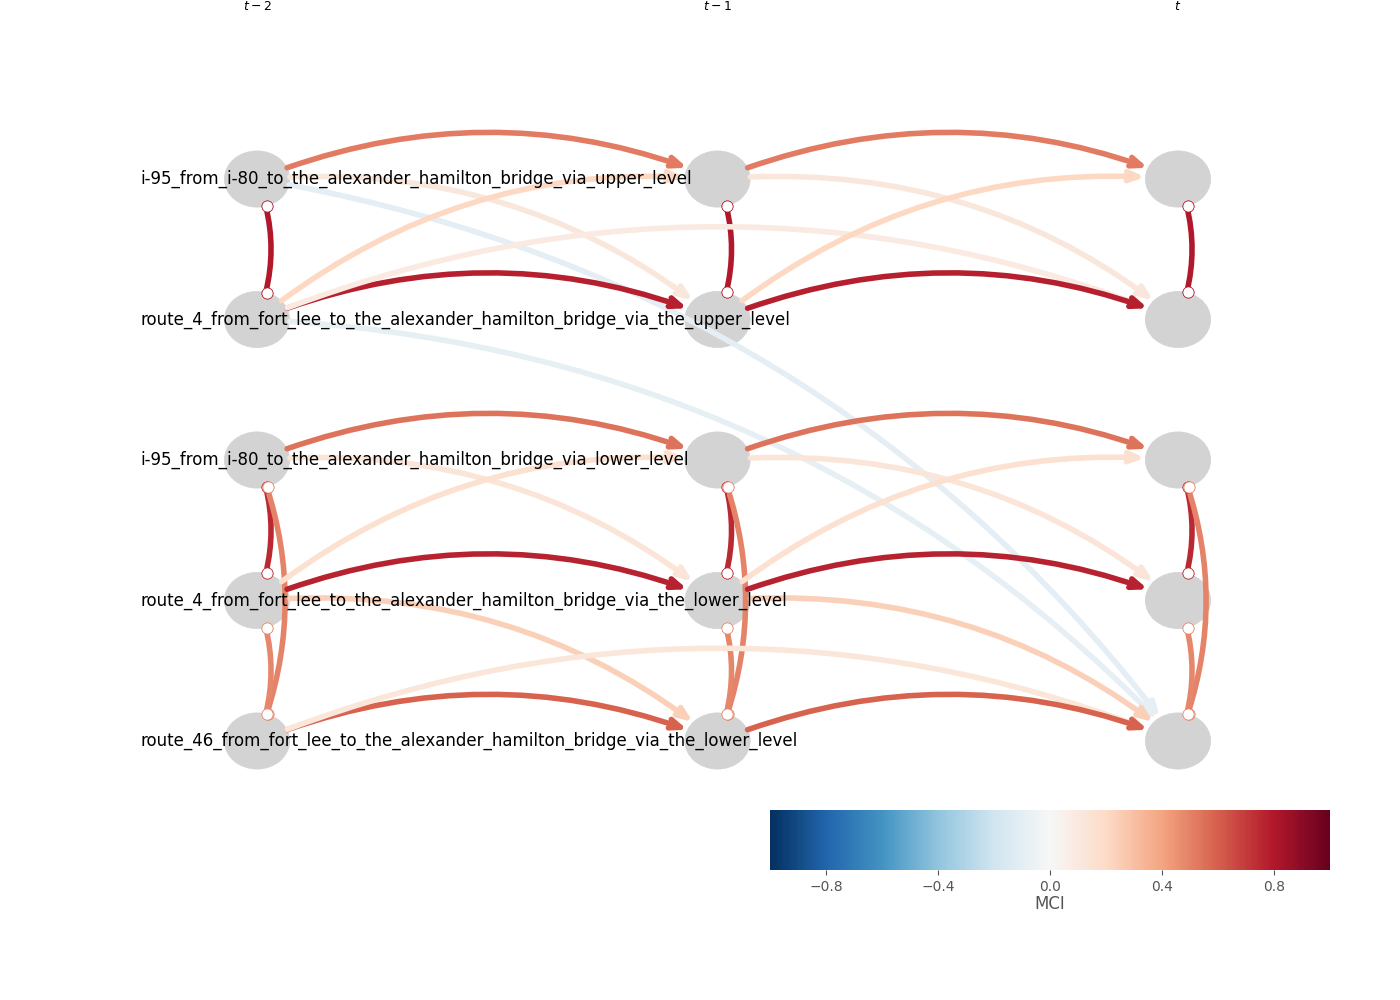 t − 2 t − 1 t
i-95_from_i-80_to_the_alexander_hamilton_bridge_via_upper_level
route_4_from_fort_lee_to_the_alexander_hamilton_bridge_via_the_upper_level
i-95_from_i-80_to_the_alexander_hamilton_bridge_via_lower_level
route_4_from_fort_lee_to_the_alexander_hamilton_bridge_via_the_lower_level
route_46_from_fort_lee_to_the_alexander_hamilton_bridge_via_the_lower_level
−0.8 −0.4 0.0 0.4 0.8
MCI